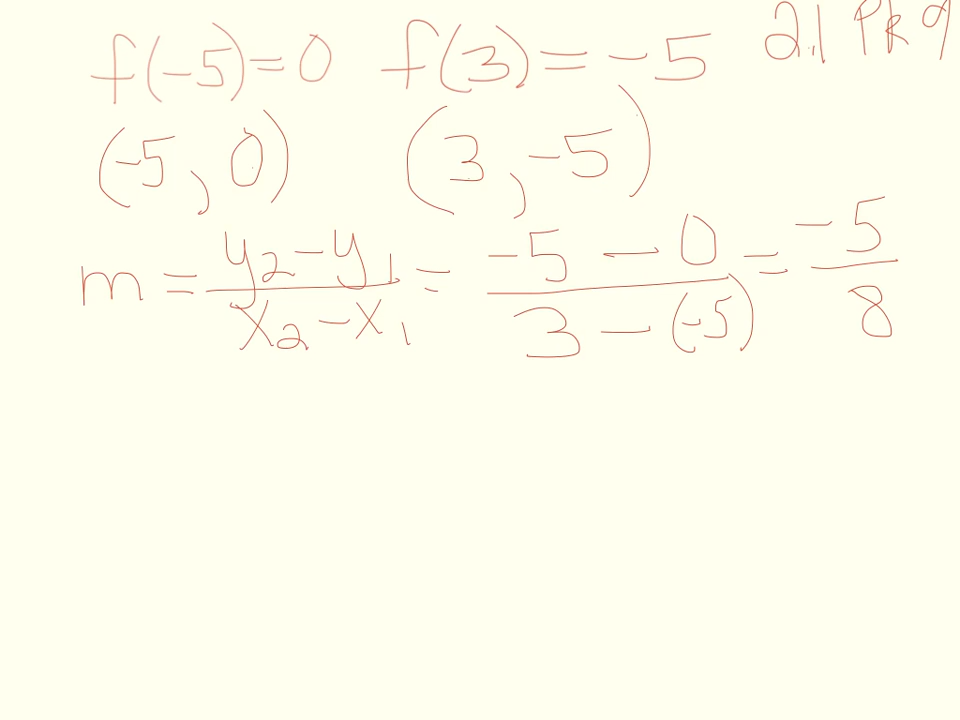 f(-5)=0 f(3)=-5 2.1 PK 9
(-5, 0) (3, -5)
m = y₂-y₁/x₂-x₁ = -5-0/3-(-5) = -5/8